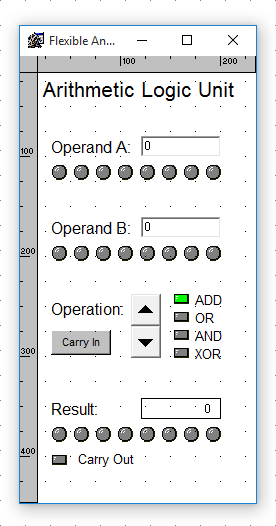 Flexible An...
100
200
Arithmetic Logic Unit
Operand A:
0
100
Operand B:
0
200
ADD
Operation:
OR
Carry In
AND
XOR
300
Result:
0
400
Carry Out